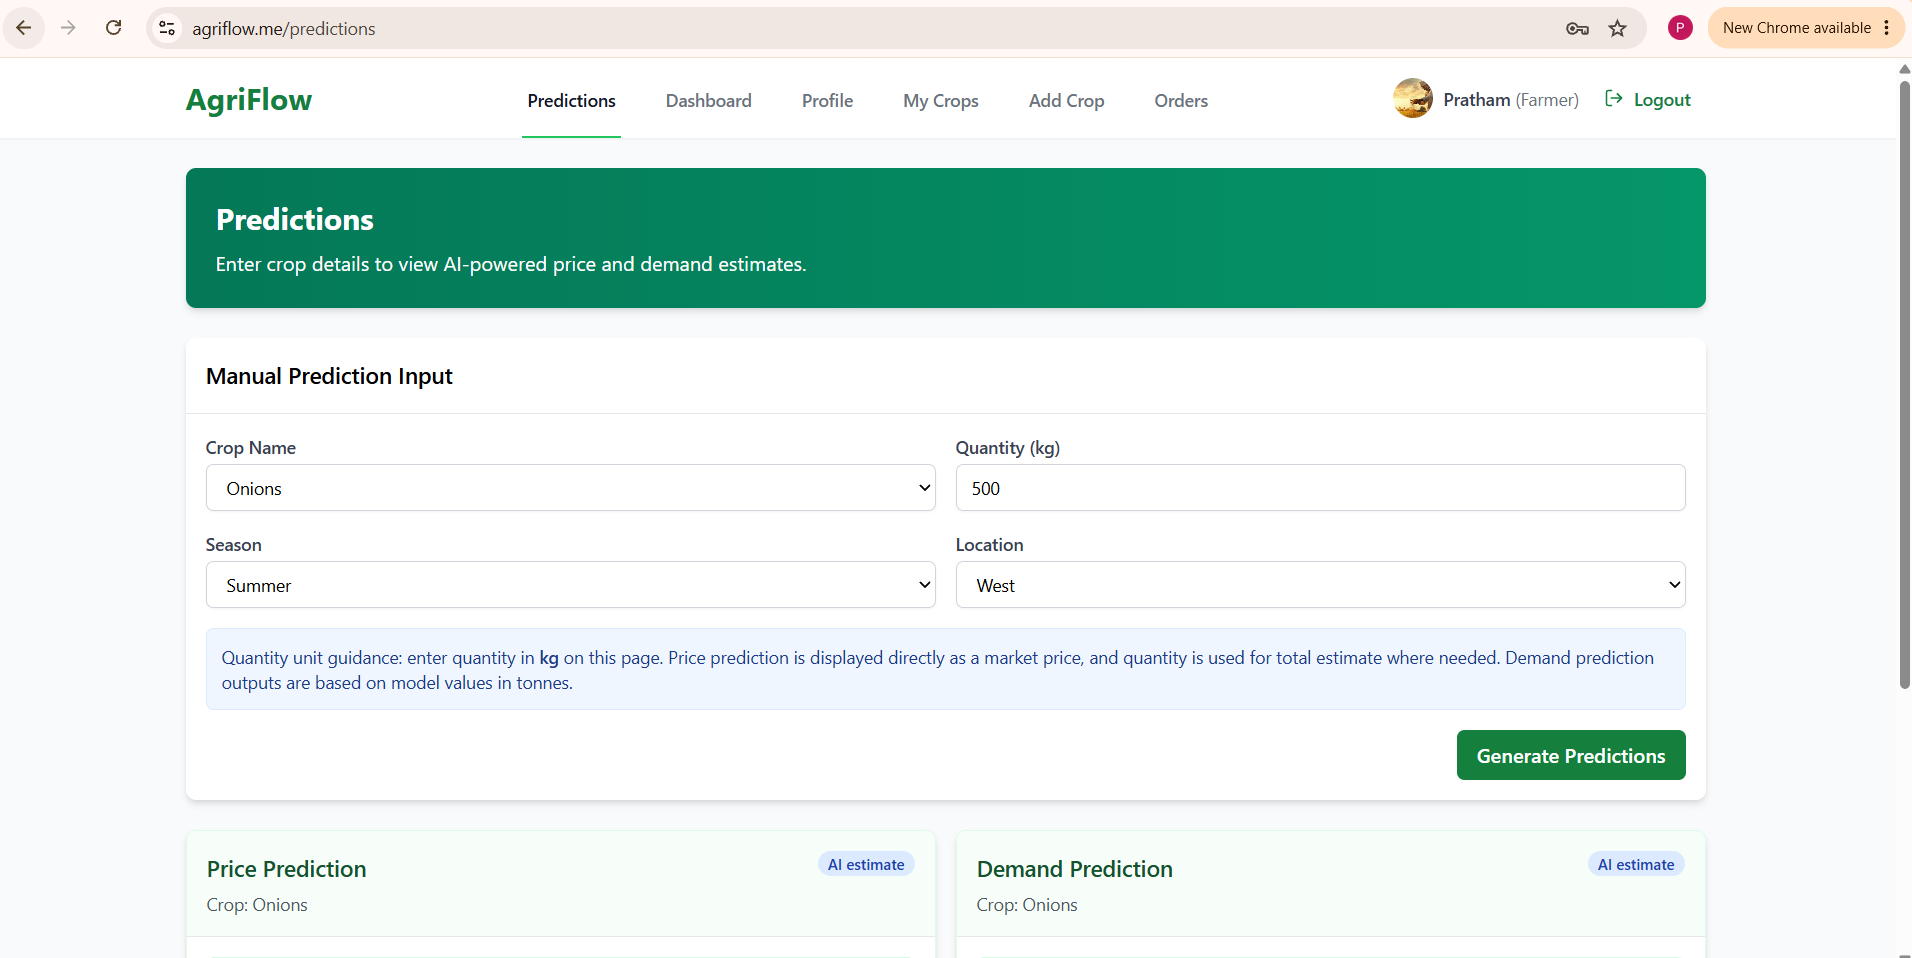 agriflow.me/predictions
P
New Chrome available
AgriFlow
Predictions
Dashboard
Profile
My Crops
Add Crop
Orders
Pratham (Farmer)
Logout
Predictions
Enter crop details to view AI-powered price and demand estimates.
Manual Prediction Input
Crop Name
Onions
Quantity (kg)
500
Season
Summer
Location
West
Quantity unit guidance: enter quantity in kg on this page. Price prediction is displayed directly as a market price, and quantity is used for total estimate where needed. Demand prediction
outputs are based on model values in tonnes.
Generate Predictions
Price Prediction
AI estimate
Crop: Onions
Demand Prediction
AI estimate
Crop: Onions